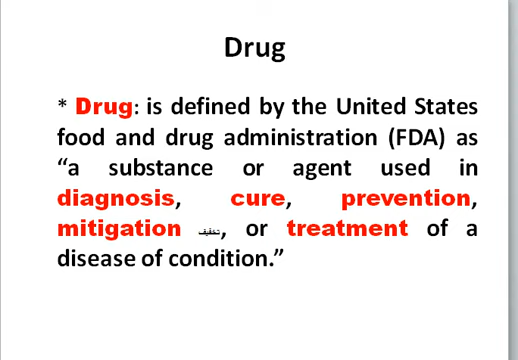 Drug
* Drug: is defined by the United States
food and drug administration (FDA) as
“a substance or agent used in
diagnosis, cure, prevention,
mitigation تخفيف, or treatment of a
disease of condition.”